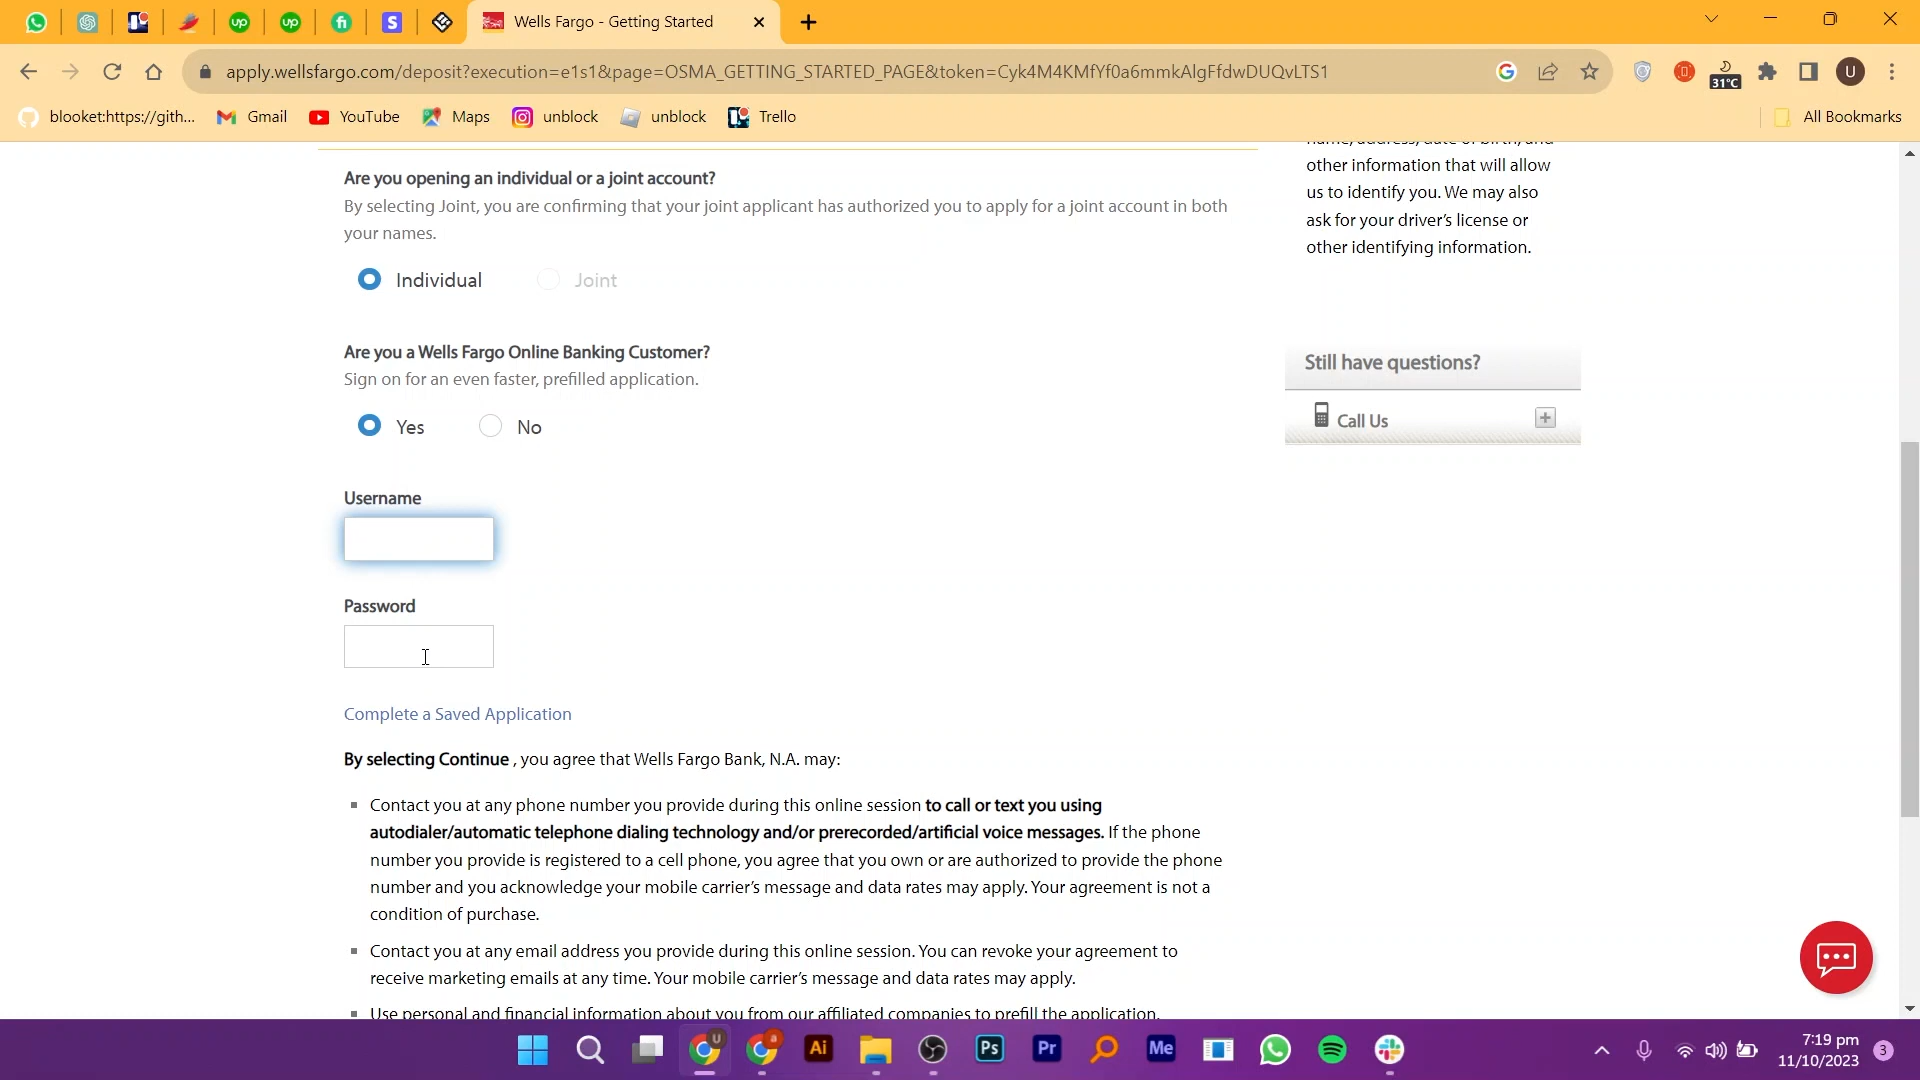 Wells Fargo - Getting Started
apply.wellsfargo.com/deposit?execution=e1s1&page=OSMA_GETTING_STARTED_PAGE&token=Cyk4M4KMfYf0a6mmkAlgFfdwDUQvLTS1
31°C
U
blooket:https://gith...
Gmail
YouTube
Maps
unblock
unblock
Trello
All Bookmarks
Are you opening an individual or a joint account?
By selecting Joint, you are confirming that your joint applicant has authorized you to apply for a joint account in both
your names.
Individual
Joint
Are you a Wells Fargo Online Banking Customer?
Sign on for an even faster, prefilled application.
Yes
No
Username
Password
Complete a Saved Application
By selecting Continue , you agree that Wells Fargo Bank, N.A. may:
Contact you at any phone number you provide during this online session to call or text you using
autodialer/automatic telephone dialing technology and/or prerecorded/artificial voice messages. If the phone
number you provide is registered to a cell phone, you agree that you own or are authorized to provide the phone
number and you acknowledge your mobile carrier's message and data rates may apply. Your agreement is not a
condition of purchase.
Contact you at any email address you provide during this online session. You can revoke your agreement to
receive marketing emails at any time. Your mobile carrier's message and data rates may apply.
Use personal and financial information about you from our affiliated companies to prefill the application.
name, address, date of birth, and
other information that will allow
us to identify you. We may also
ask for your driver's license or
other identifying information.
Still have questions?
Call Us
Ai
Ps
Pr
Me
7:19 pm
11/10/2023
3